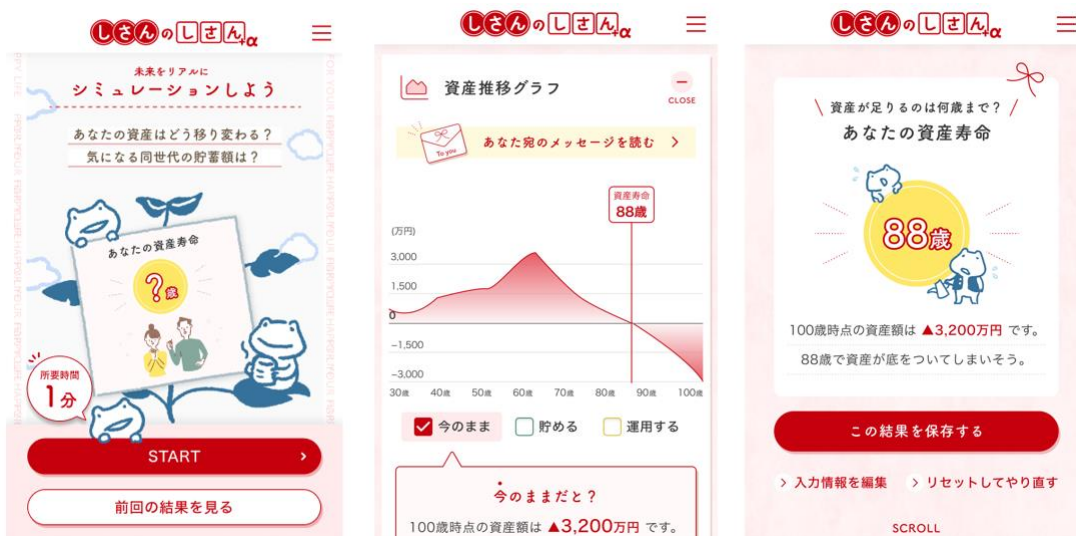 しさんのしさん+α
未来をリアルに
シミュレーションしよう
あなたの資産はどう移り変わる？
気になる同世代の貯蓄額は？
あなたの資産寿命
？歳
所要時間
1分
START
前回の結果を見る
しさんのしさん+α
資産推移グラフ
CLOSE
To you
あなた宛のメッセージを読む
資産寿命
88歳
(万円)
3,000
1,500
0
−1,500
−3,000
30歳 40歳 50歳 60歳 70歳 80歳 90歳 100歳
今のまま 貯める 運用する
今のままだと？
100歳時点の資産額は ▲3,200万円 です。
しさんのしさん+α
資産が足りるのは何歳まで？
あなたの資産寿命
88歳
100歳時点の資産額は ▲3,200万円 です。
88歳で資産が底をついてしまいそう。
この結果を保存する
入力情報を編集 リセットしてやり直す
SCROLL